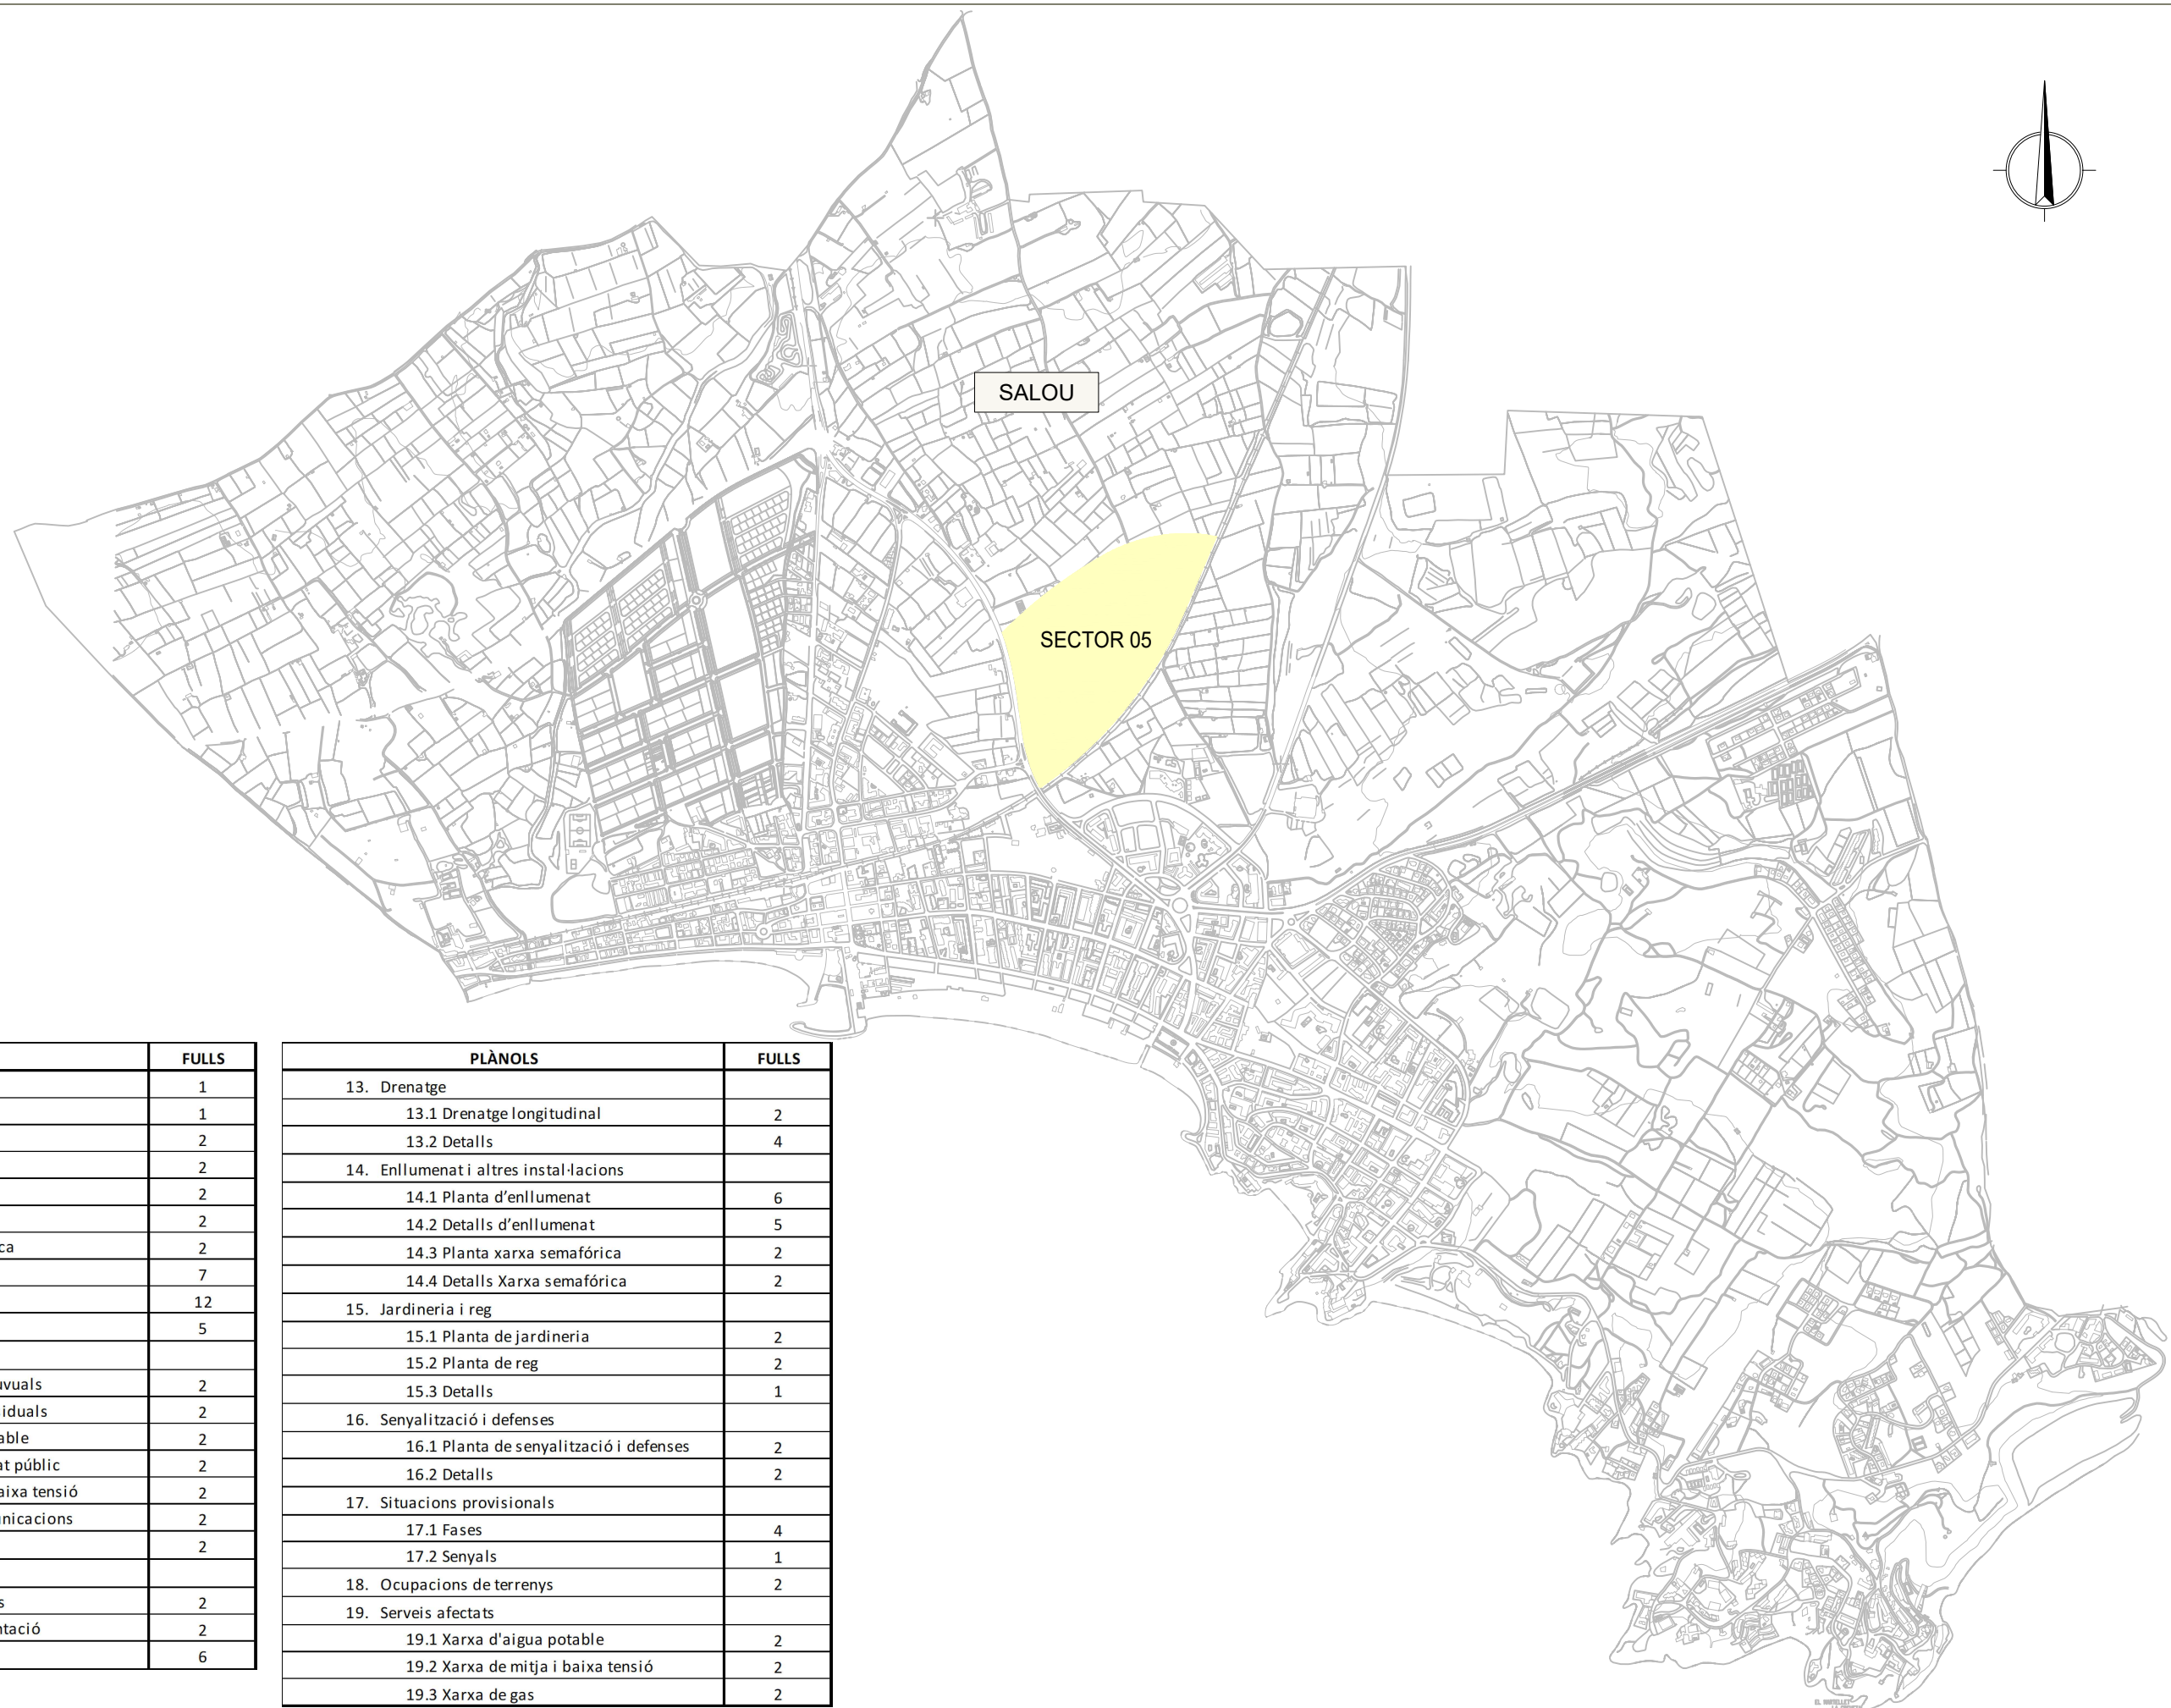 SALOU
SECTOR 05
FULLS
1
1
2
2
2
2
ca 2
7
12
5
uvuals 2
siduals 2
able 2
at públic 2
aixa tensió 2
unicacions 2
2
s 2
ntació 2
6
PLÀNOLS FULLS
13. Drenatge
13.1 Drenatge longitudinal 2
13.2 Detalls 4
14. Enllumenat i altres instal·lacions
14.1 Planta d’enllumenat 6
14.2 Detalls d’enllumenat 5
14.3 Planta xarxa semafórica 2
14.4 Detalls Xarxa semafórica 2
15. Jardineria i reg
15.1 Planta de jardineria 2
15.2 Planta de reg 2
15.3 Detalls 1
16. Senyalització i defenses
16.1 Planta de senyalització i defenses 2
16.2 Detalls 2
17. Situacions provisionals
17.1 Fases 4
17.2 Senyals 1
18. Ocupacions de terrenys 2
19. Serveis afectats
19.1 Xarxa d'aigua potable 2
19.2 Xarxa de mitja i baixa tensió 2
19.3 Xarxa de gas 2